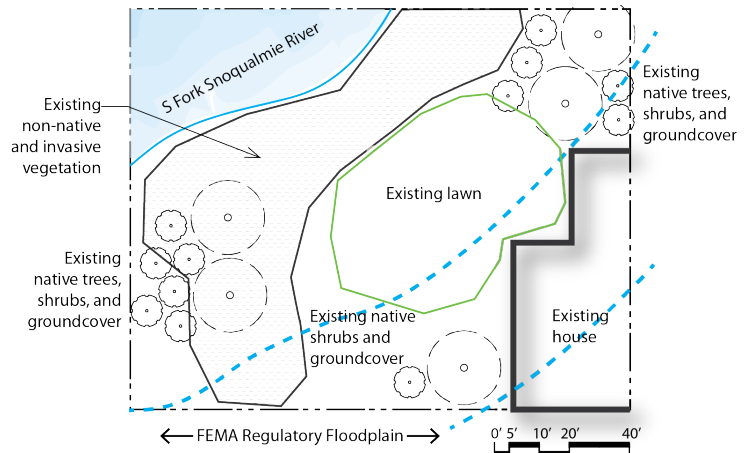 S Fork Snoqualmie River
Existing
non-native
and invasive
vegetation
Existing
native trees,
shrubs, and
groundcover
Existing lawn
Existing
native trees,
shrubs, and
groundcover
Existing native
shrubs and
groundcover
Existing
house
FEMA Regulatory Floodplain
0’ 5’ 10’ 20’ 40’